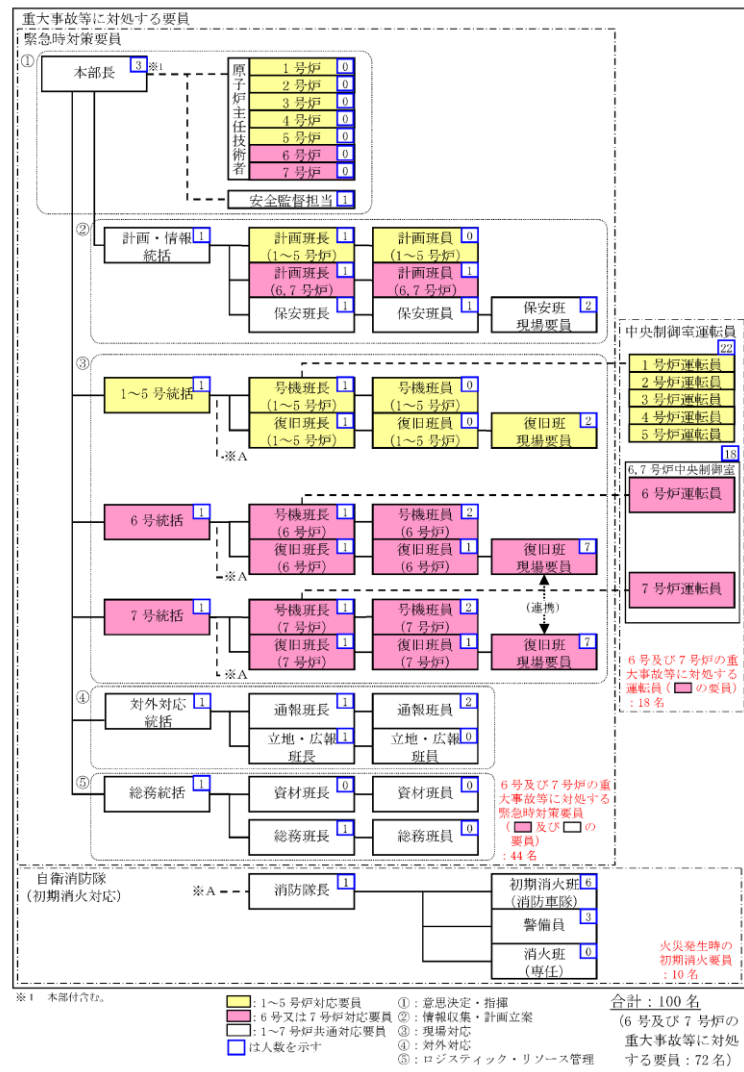 重大事故等に対処する要員
緊急時対策要員
①
本部長 3 ※1
原子炉主任技術者
1号炉 0
2号炉 0
3号炉 0
4号炉 0
5号炉 0
6号炉 0
7号炉 0
安全監督担当 1
②
計画・情報 1
統括
計画班長 1
(1～5号炉)
計画班員 0
(1～5号炉)
計画班長 1
(6,7号炉)
計画班員 1
(6,7号炉)
保安班長 1
保安班員 1
保安班 2
現場要員
中央制御室運転員
22
1号炉運転員
2号炉運転員
3号炉運転員
4号炉運転員
5号炉運転員
18
6,7号炉中央制御室
6号炉運転員
7号炉運転員
6号及び7号炉の重
大事故等に対処する
運転員(の要員)
：18名
③
1～5号統括 1
号機班長 1
(1～5号炉)
号機班員 0
(1～5号炉)
復旧班長 1
(1～5号炉)
復旧班員 0
(1～5号炉)
復旧班 2
現場要員
※A
6号統括 1
号機班長 1
(6号炉)
号機班員 2
(6号炉)
復旧班長 1
(6号炉)
復旧班員 1
(6号炉)
復旧班 7
現場要員
※A
(連携)
7号統括 1
号機班長 1
(7号炉)
号機班員 2
(7号炉)
復旧班長 1
(7号炉)
復旧班員 1
(7号炉)
復旧班 7
現場要員
※A
④
対外対応 1
統括
通報班長 1
通報班員 2
立地・広報 1
班長
立地・広報 0
班員
⑤
総務統括 1
資材班長 0
資材班員 0
総務班長 1
総務班員 0
6号及び7号炉の重
大事故等に対処する
緊急時対策要員
(及びの
要員)
：44名
自衛消防隊
(初期消火対応)
※A
消防隊長 1
初期消火班 6
(消防車隊)
警備員 3
消火班 0
(専任)
火災発生時の
初期消火要員
：10名
※1 本部付含む。
：1～5号炉対応要員
：6号又は7号炉対応要員
：1～7号炉共通対応要員
は人数を示す
①：意思決定・指揮
②：情報収集・計画立案
③：現場対応
④：対外対応
⑤：ロジスティック・リソース管理
合計：100名
(6号及び7号炉の
重大事故等に対処
する要員：72名)